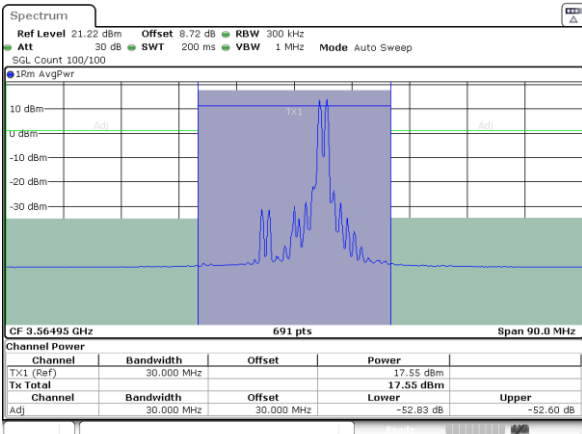 Spectrum
Ref Level 21.22 dBm Offset 8.72 dB RBW 300 kHz
Att 30 dB SWT 200 ms VBW 1 MHz Mode Auto Sweep
SGL Count 100/100
1Rm AvgPwr
10 dBm
Adj TX1 Adj
0 dBm
-10 dBm
-20 dBm
-30 dBm
CF 3.56495 GHz 691 pts Span 90.0 MHz
Channel Power
Channel Bandwidth Offset Power
TX1 (Ref) 30.000 MHz 17.55 dBm
Tx Total 17.55 dBm
Channel Bandwidth Offset Lower Upper
Adj 30.000 MHz 30.000 MHz -52.83 dB -52.60 dB